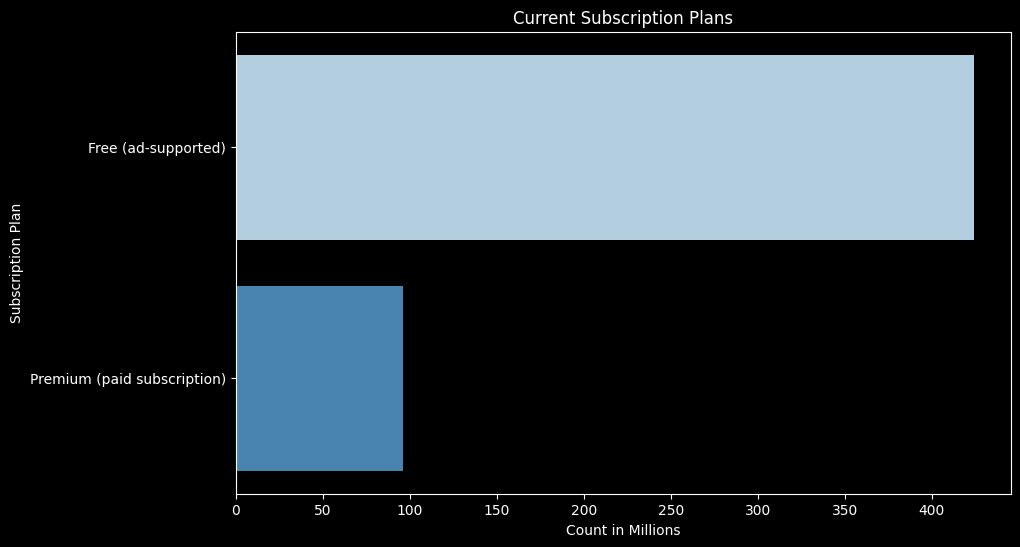 Current Subscription Plans
Subscription Plan
Free (ad-supported)
Premium (paid subscription)
0 50 100 150 200 250 300 350 400
Count in Millions